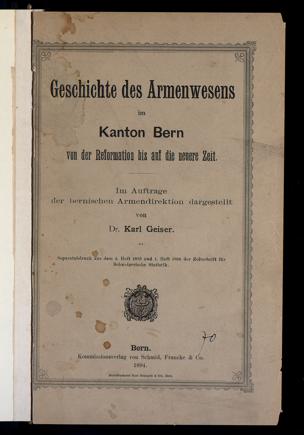 Geschichte des Armenwesens
im
Kanton Bern
von der Reformation bis auf die neuere Zeit.
Im Auftrage
der bernischen Armendirektion dargestellt
von
Dr. Karl Geiser.
Separatabdruck aus dem 4. Heft 1893 und 1. Heft 1894 der Zeitschrift für
Schweizerische Statistik.
70
Bern.
Kommissionsverlag von Schmid, Francke & Co.
1894.